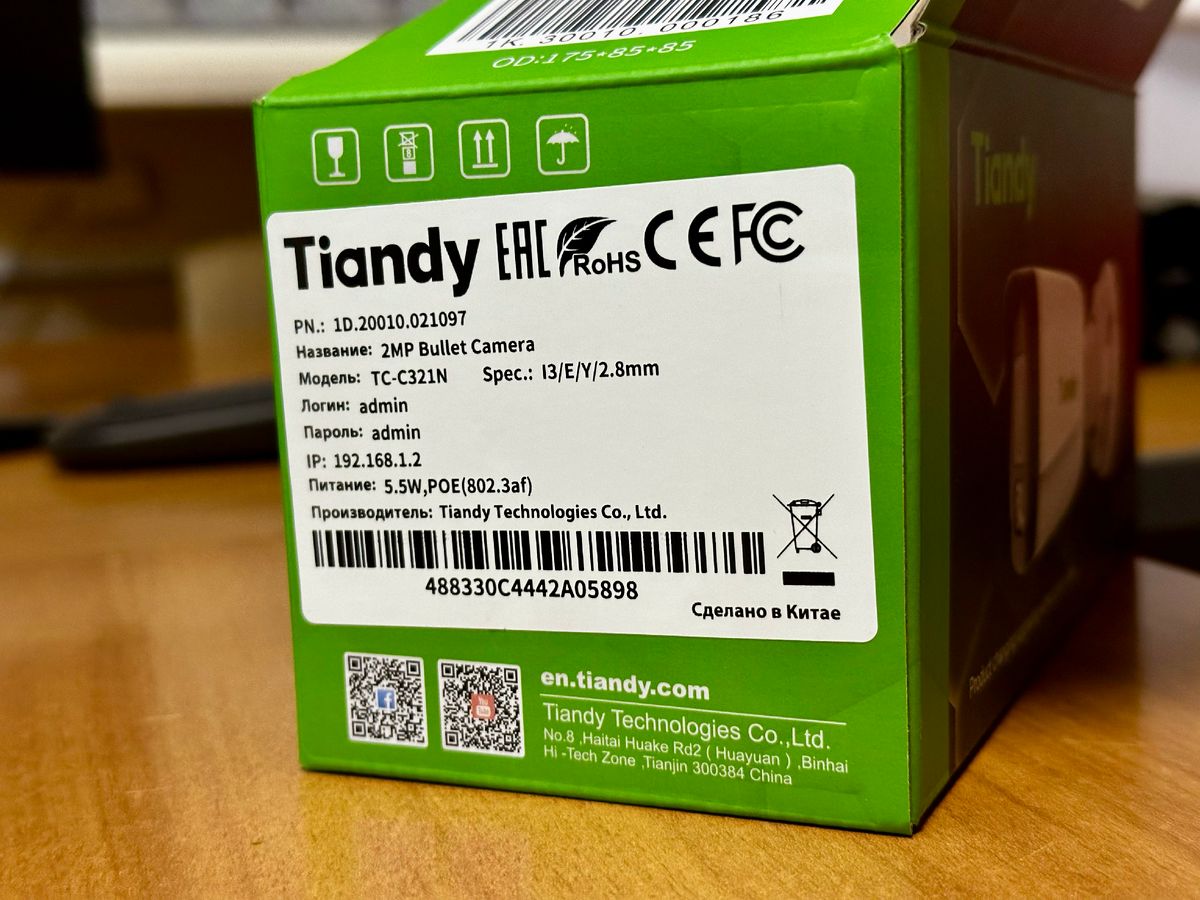 1K. 30010. 000186
OD:175*85*85
Tiandy EAC RoHS CE FC
PN.: 1D.20010.021097
Название: 2MP Bullet Camera
Модель: TC-C321N Spec.: I3/E/Y/2.8mm
Логин: admin
Пароль: admin
IP: 192.168.1.2
Питание: 5.5W,POE(802.3af)
Производитель: Tiandy Technologies Co., Ltd.
488330C4442A05898
Сделано в Китае
en.tiandy.com
Tiandy Technologies Co.,Ltd.
No.8 ,Haitai Huake Rd2 ( Huayuan ) ,Binhai
Hi -Tech Zone ,Tianjin 300384 China
Tiandy